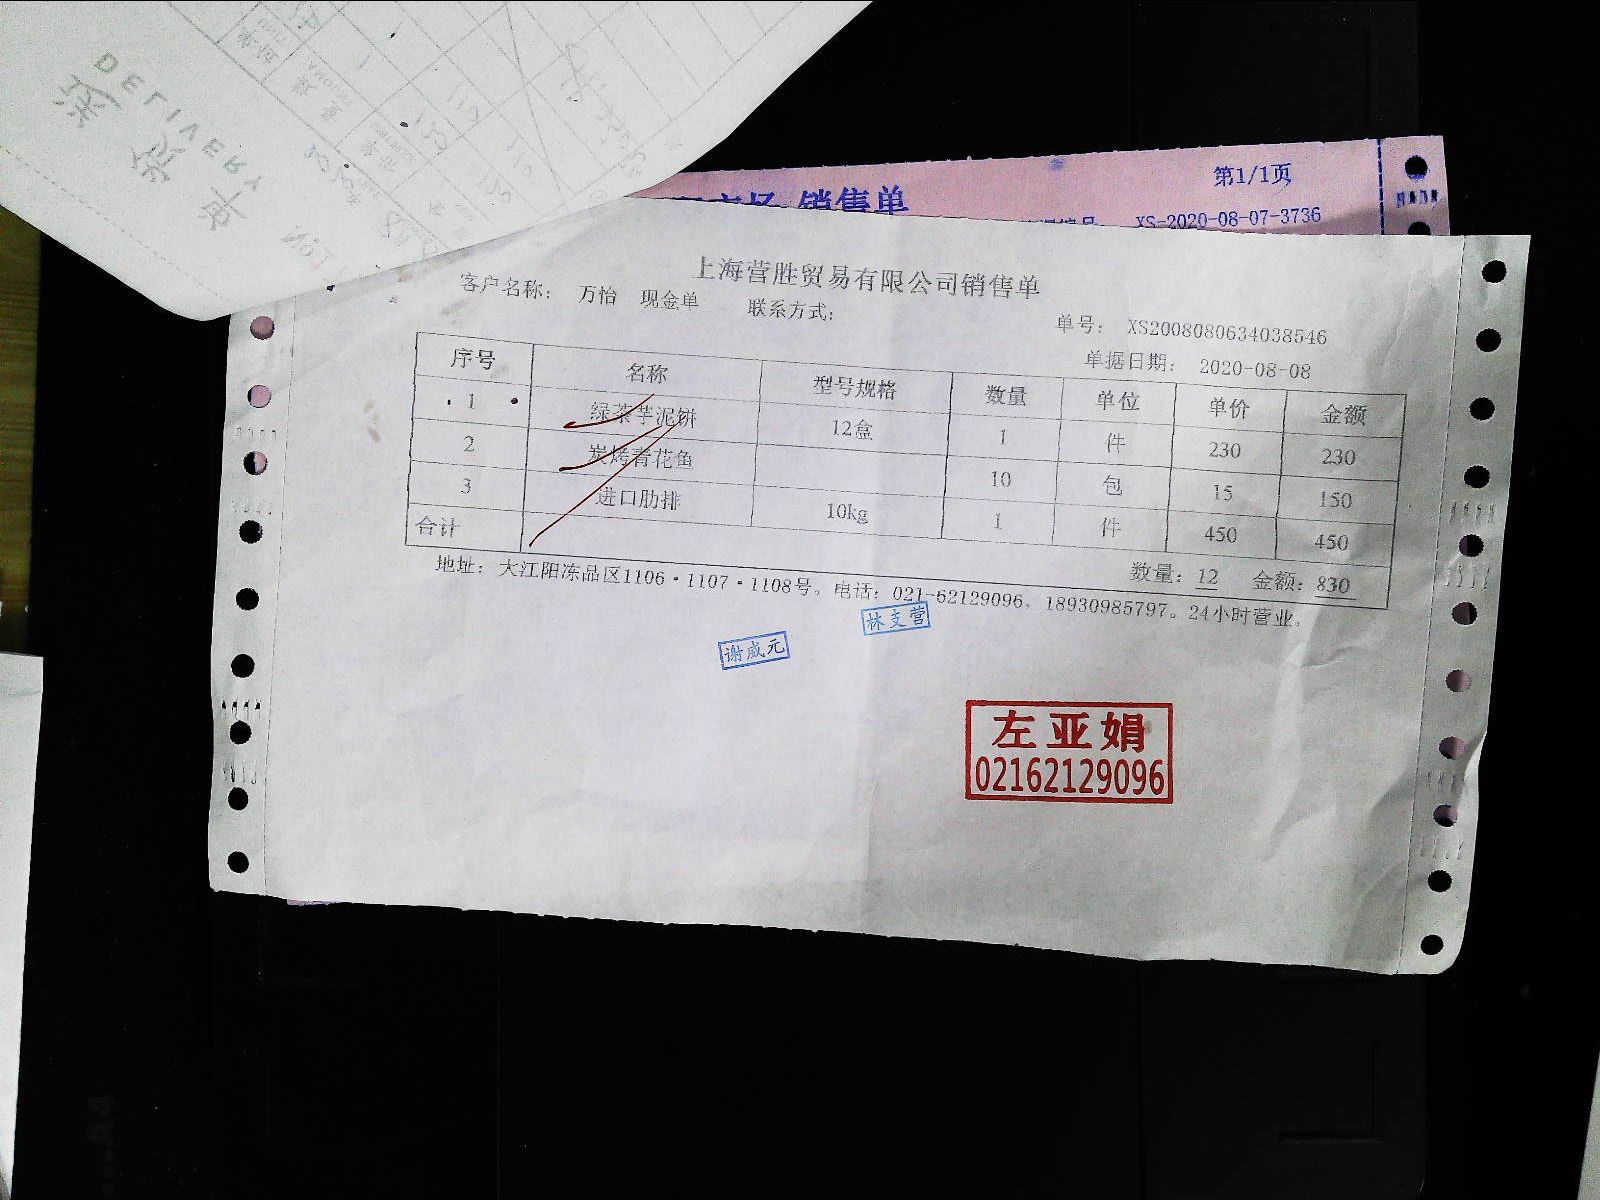 DELIVERY
第1/1页
销售单
XS-2020-08-07-3736
上海营胜贸易有限公司销售单
客户名称： 万怡 现金单 联系方式：
单号： XS2008080634038546
单据日期： 2020-08-08
序号 名称 型号规格 数量 单位 单价 金额
1 绿茶芋泥饼 12盒 1 件 230 230
2 炭烤青花鱼 10 包 15 150
3 进口肋排 10kg 1 件 450 450
合计 数量：12 金额：830
地址：大江阳冻品区1106·1107·1108号。电话：021-62129096、18930985797。24小时营业。
林支营
谢威元
左亚娟
02162129096